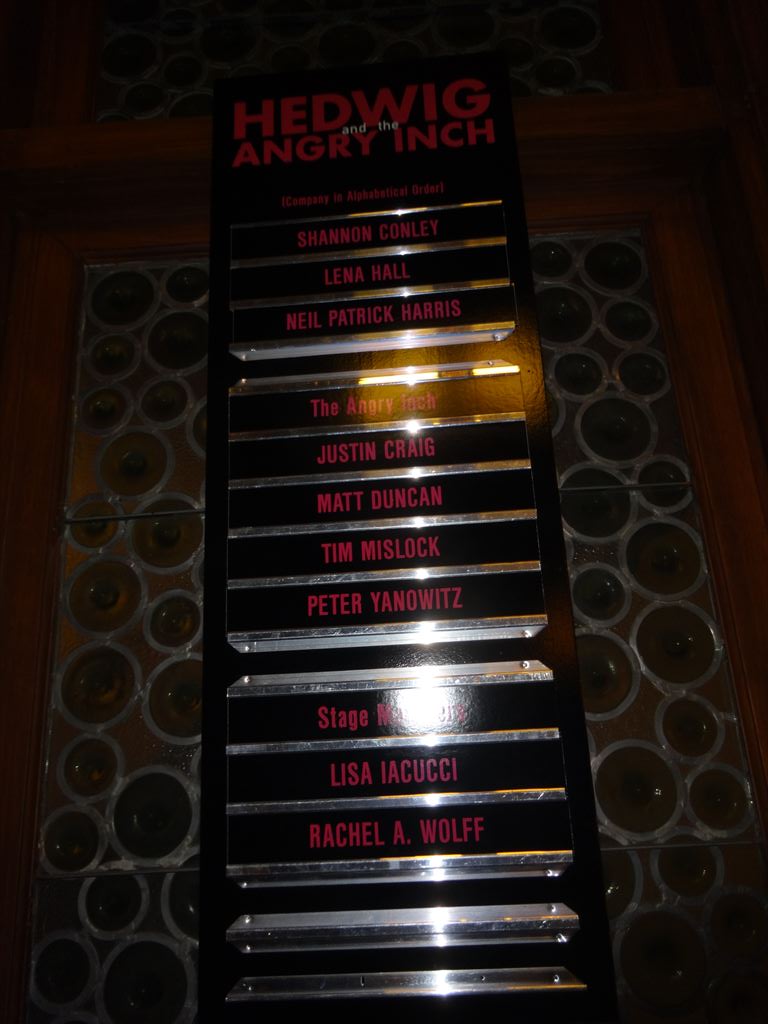 HEDWIG
and the
ANGRY INCH
[Company in Alphabetical Order]
SHANNON CONLEY
LENA HALL
NEIL PATRICK HARRIS
The Angry Inch
JUSTIN CRAIG
MATT DUNCAN
TIM MISLOCK
PETER YANOWITZ
Stage
LISA IACUCCI
RACHEL A. WOLFF